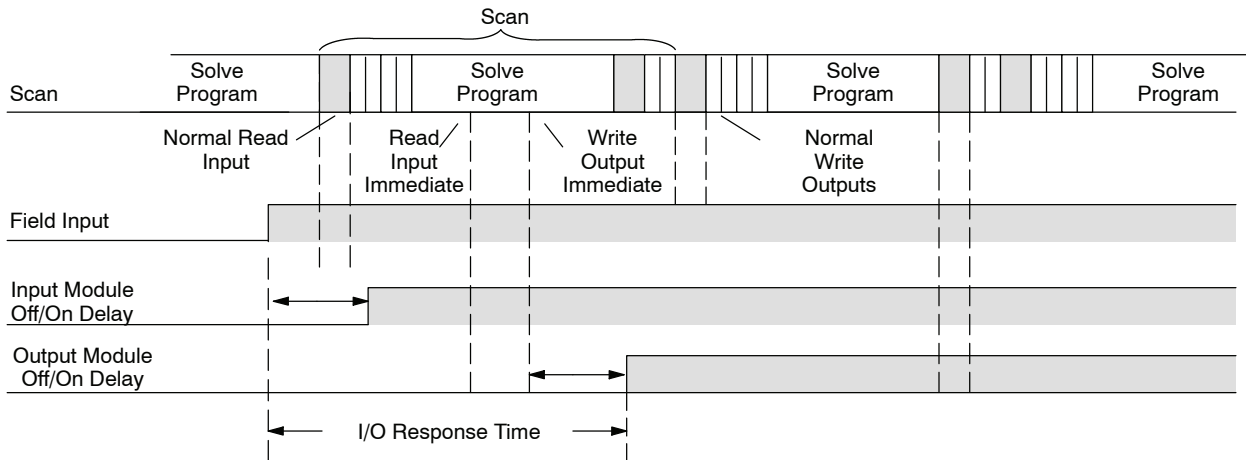 Scan
Scan
Solve
Program
Solve
Program
Solve
Program
Solve
Program
Normal Read
Input
Read
Input
Immediate
Write
Output
Immediate
Normal
Write
Outputs
Field Input
Input Module
Off/On Delay
Output Module
Off/On Delay
I/O Response Time